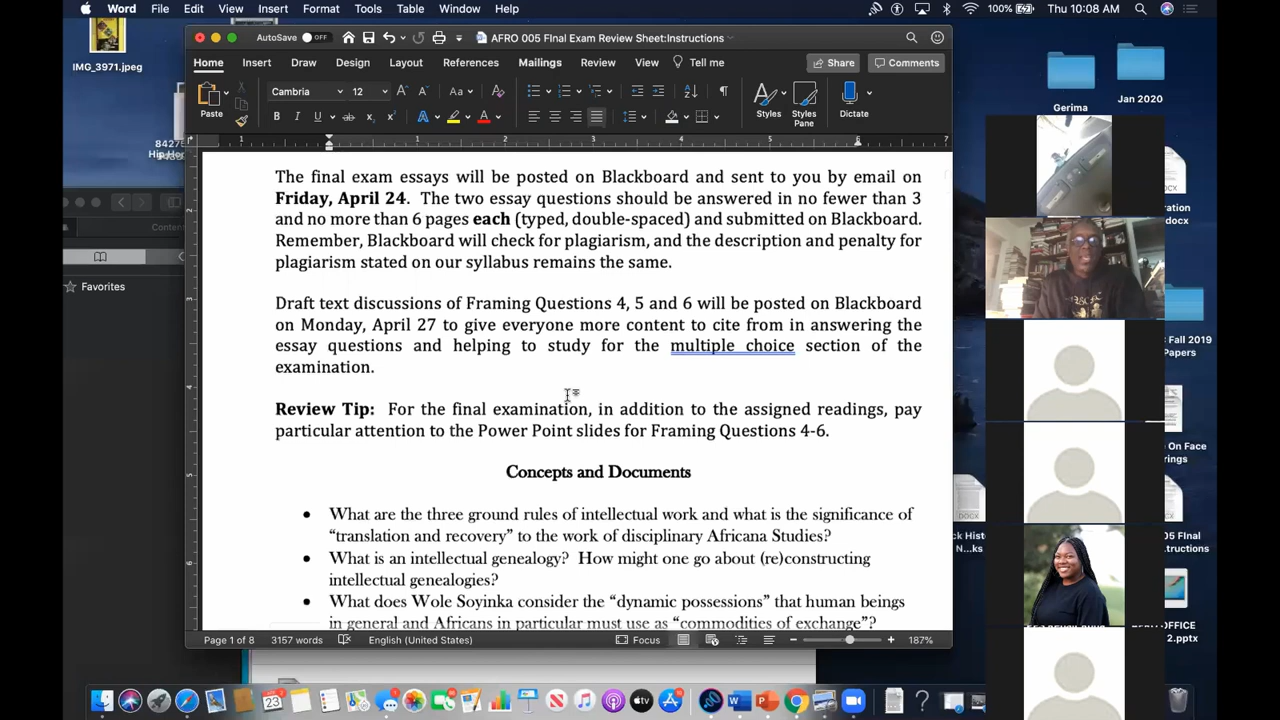 Word File Edit View Insert Format Tools Table Window Help 100% Thu 10:08 AM
AutoSave OFF AFRO 005 FInal Exam Review Sheet:Instructions
Home Insert Draw Design Layout References Mailings Review View Tell me Share Comments
Paste Cambria 12 Styles Styles Pane Dictate
The final exam essays will be posted on Blackboard and sent to you by email on
Friday, April 24. The two essay questions should be answered in no fewer than 3
and no more than 6 pages each (typed, double-spaced) and submitted on Blackboard.
Remember, Blackboard will check for plagiarism, and the description and penalty for
plagiarism stated on our syllabus remains the same.
Draft text discussions of Framing Questions 4, 5 and 6 will be posted on Blackboard
on Monday, April 27 to give everyone more content to cite from in answering the
essay questions and helping to study for the multiple choice section of the
examination.
Review Tip: For the final examination, in addition to the assigned readings, pay
particular attention to the Power Point slides for Framing Questions 4-6.
Concepts and Documents
• What are the three ground rules of intellectual work and what is the significance of
"translation and recovery" to the work of disciplinary Africana Studies?
• What is an intellectual genealogy? How might one go about (re)constructing
intellectual genealogies?
• What does Wole Soyinka consider the "dynamic possessions" that human beings
in general and Africans in particular must use as "commodities of exchange"?
Page 1 of 8 3157 words English (United States) Focus 187%
IMG_3971.jpeg
Favorites
Gerima
Jan 2020
Fall 2019
Papers
On Face